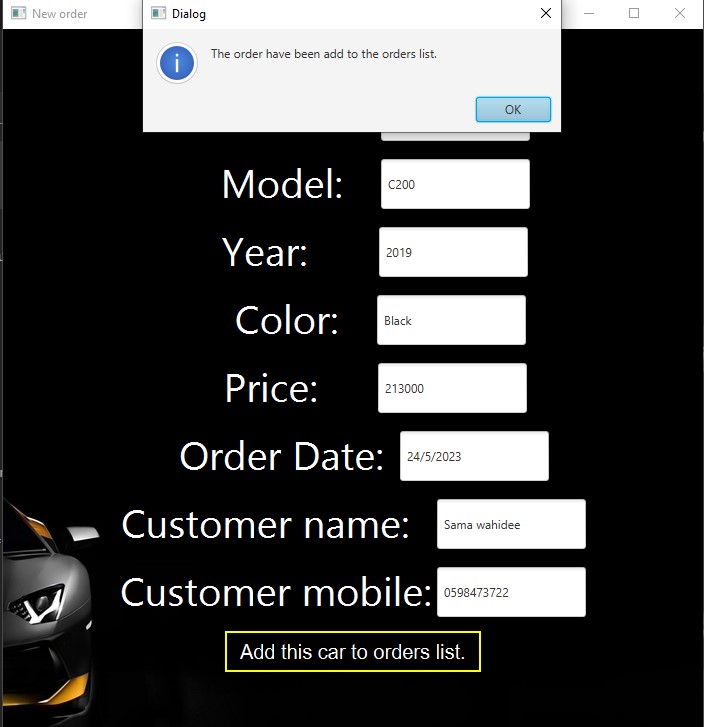 New order
Dialog
The order have been add to the orders list.
OK
Model: C200
Year: 2019
Color: Black
Price: 213000
Order Date: 24/5/2023
Customer name: Sama wahidee
Customer mobile: 0598473722
Add this car to orders list.